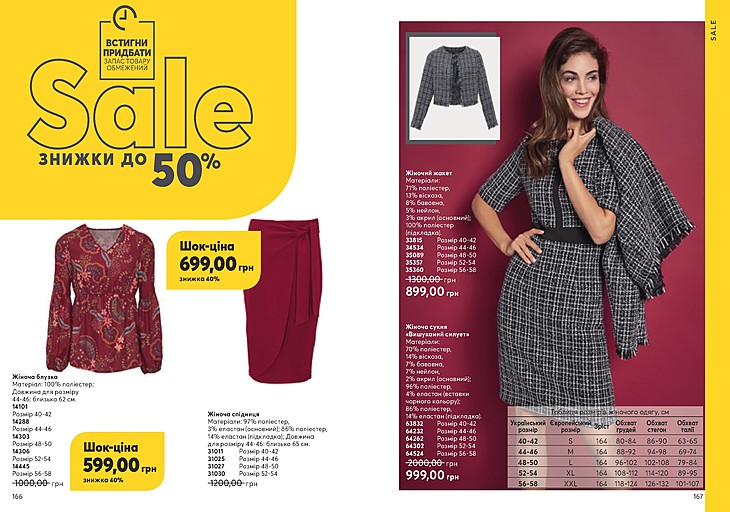 ВСТИГНИ
ПРИДБАТИ
ЗАПАС ТОВАРУ
ОБМЕЖЕНИЙ
Sale
ЗНИЖКИ ДО 50%
Шок-ціна
699,00 грн
знижка 40%
Жіноча блузка
Матеріал: 100% поліестер;
Довжина для розміру
44-46: близько 62 см.
14101
Розмір 40-42
14288
Розмір 44-46
14303
Розмір 48-50
14306
Розмір 52-54
14445
Розмір 56-58
1000,00 грн
Шок-ціна
599,00 грн
знижка 40%
Жіноча спідниця
Матеріали: 97% поліестер,
3% еластан (основний); 86% поліестер,
14% еластан (підкладка); Довжина
для розміру 44-46: близько 65 см.
31011 Розмір 40-42
31025 Розмір 44-46
31027 Розмір 48-50
31030 Розмір 52-54
1200,00 грн
166
SALE
Жіночий жакет
Матеріали:
71% поліестер,
13% віскоза,
8% бавовна,
5% нейлон,
3% акрил (основний);
100% поліестер
(підкладка).
33815 Розмір 40-42
34534 Розмір 44-46
35089 Розмір 48-50
35357 Розмір 52-54
35360 Розмір 56-58
1300,00 грн
899,00 грн
Жіноча сукня
«Вишуканий силует»
Матеріали:
70% поліестер,
14% віскоза,
7% бавовна,
7% нейлон,
2% акрил (основний);
96% поліестер,
4% еластан (вставки
чорного кольору);
86% поліестер,
14% еластан (підкладка).
63832 Розмір 40-42
64232 Розмір 44-46
64262 Розмір 48-50
64302 Розмір 52-54
64524 Розмір 56-58
2000,00 грн
999,00 грн
Таблиця розмірів жіночого одягу, см
Український розмір Європейський розмір Зріст Обхват грудей Обхват стегон Обхват талії
40-42 S 164 80-84 86-90 63-65
44-46 M 164 88-92 94-98 69-74
48-50 L 164 96-102 102-108 79-84
52-54 XL 164 108-112 114-120 89-95
56-58 XXL 164 118-124 126-132 101-107
167